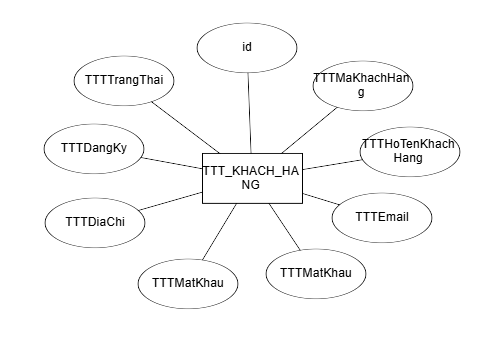 id
TTTTrangThai
TTTMaKhachHan
g
TTTDangKy
TTTHoTenKhach
Hang
TTT_KHACH_HA
NG
TTTDiaChi
TTTEmail
TTTMatKhau
TTTMatKhau